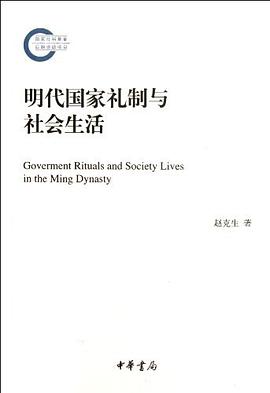 明代国家礼制与
社会生活
Goverment Rituals and Society Lives
in the Ming Dynasty
赵克生 著
中華書局